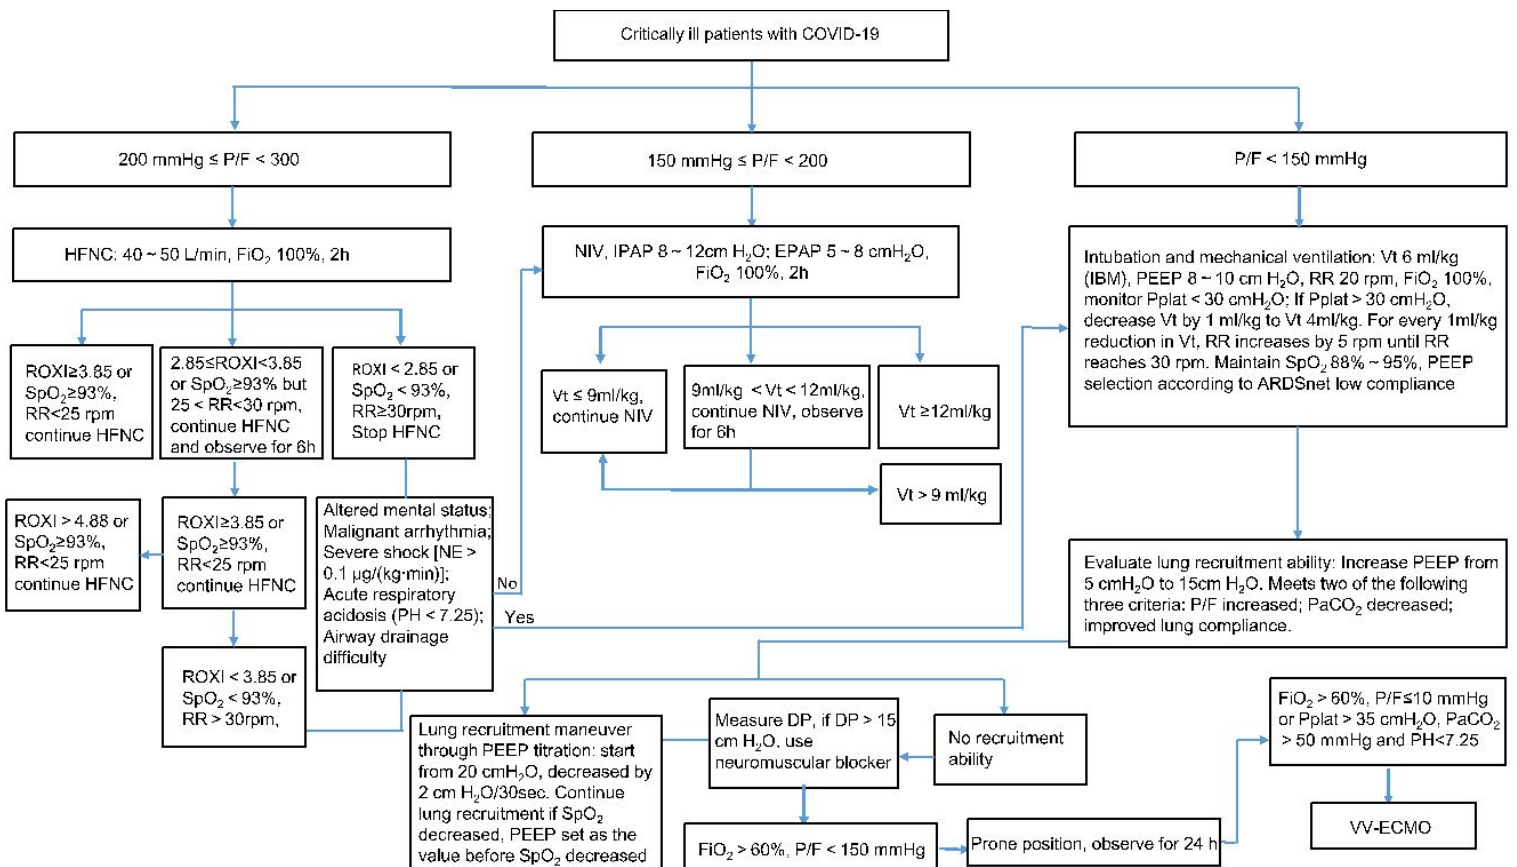 Critically ill patients with COVID-19
200 mmHg ≤ P/F < 300
150 mmHg ≤ P/F < 200
P/F < 150 mmHg
HFNC: 40 ~ 50 L/min, FiO₂ 100%, 2h
NIV, IPAP 8 ~ 12cm H₂O; EPAP 5 ~ 8 cmH₂O,
FiO₂ 100%, 2h
Intubation and mechanical ventilation: Vt 6 ml/kg
(IBM), PEEP 8 ~ 10 cm H₂O, RR 20 rpm, FiO₂ 100%,
monitor Pplat < 30 cmH₂O; If Pplat > 30 cmH₂O,
decrease Vt by 1 ml/kg to Vt 4ml/kg. For every 1ml/kg
reduction in Vt, RR increases by 5 rpm until RR
reaches 30 rpm. Maintain SpO₂ 88% ~ 95%, PEEP
selection according to ARDSnet low compliance
ROXI≥3.85 or
SpO₂≥93%,
RR<25 rpm
continue HFNC
2.85≤ROXI<3.85
or SpO₂≥93% but
25 < RR<30 rpm,
continue HFNC
and observe for 6h
ROXI < 2.85 or
SpO₂ < 93%,
RR≥30rpm,
Stop HFNC
Vt ≤ 9ml/kg,
continue NIV
9ml/kg < Vt < 12ml/kg,
continue NIV, observe
for 6h
Vt ≥12ml/kg
Vt > 9 ml/kg
ROXI > 4.88 or
SpO₂≥93%,
RR<25 rpm
continue HFNC
ROXI≥3.85 or
SpO₂≥93%,
RR<25 rpm
continue HFNC
Altered mental status;
Malignant arrhythmia;
Severe shock [NE >
0.1 μg/(kg·min)];
Acute respiratory
acidosis (PH < 7.25);
Airway drainage
difficulty
No
Yes
ROXI < 3.85 or
SpO₂ < 93%,
RR > 30rpm,
Evaluate lung recruitment ability: Increase PEEP from
5 cmH₂O to 15cm H₂O. Meets two of the following
three criteria: P/F increased; PaCO₂ decreased;
improved lung compliance.
Lung recruitment maneuver
through PEEP titration: start
from 20 cmH₂O, decreased by
2 cm H₂O/30sec. Continue
lung recruitment if SpO₂
decreased, PEEP set as the
value before SpO₂ decreased
Measure DP, if DP > 15
cm H₂O, use
neuromuscular blocker
No recruitment
ability
FiO₂ > 60%, P/F < 150 mmHg
Prone position, observe for 24 h
FiO₂ > 60%, P/F≤10 mmHg
or Pplat > 35 cmH₂O, PaCO₂
> 50 mmHg and PH<7.25
VV-ECMO